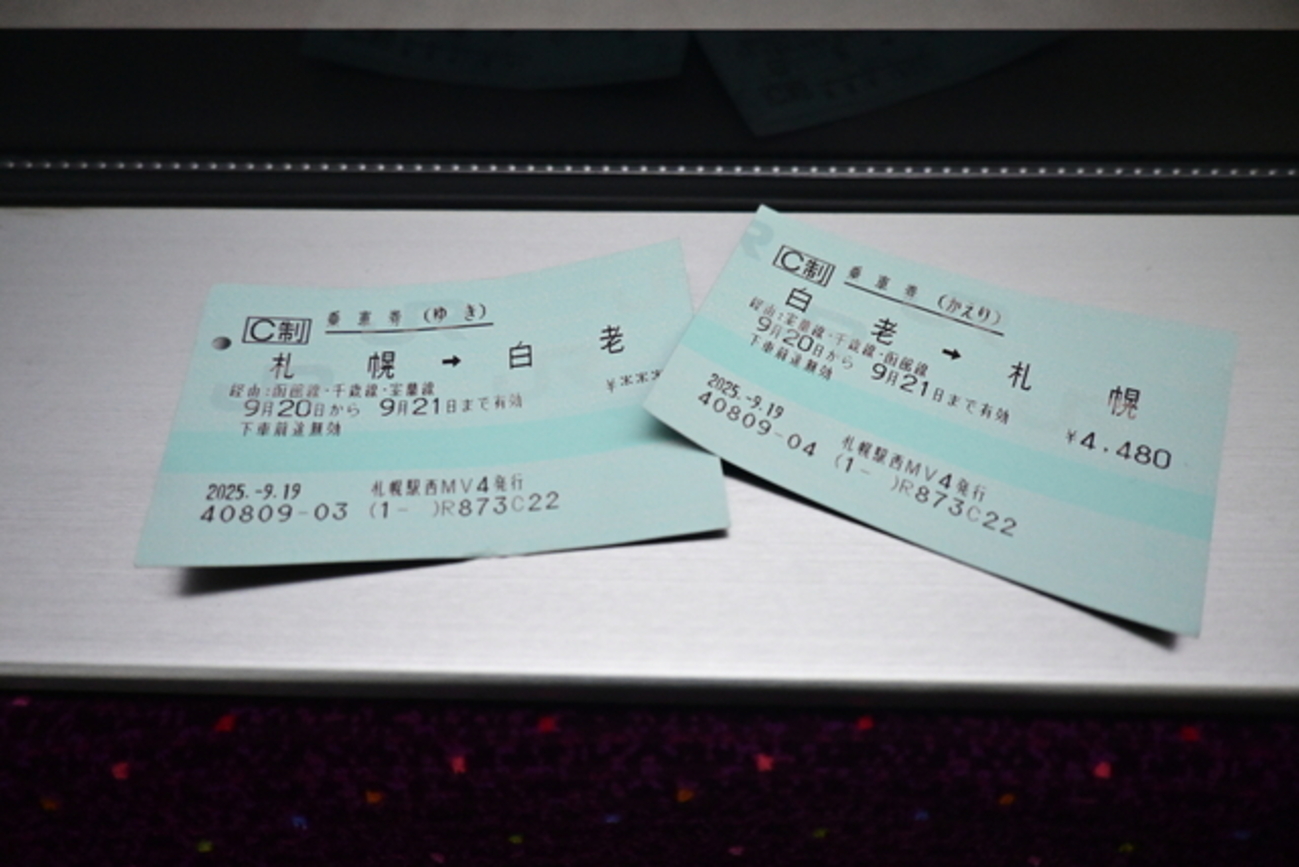 C制 乗車券 (ゆき)
札幌 → 白老
経由:函館線・千歳線・室蘭線
¥***
9月20日から 9月21日まで有効
下車前途無効
2025.-9.19 札幌駅西MV4発行
40809-03 (1- )R873C22
C制 乗車券 (かえり)
白老 → 札幌
経由:室蘭線・千歳線・函館線
9月20日から 9月21日まで有効
下車前途無効
¥4,480
2025.-9.19 札幌駅西MV4発行
40809-04 (1- )R873C22